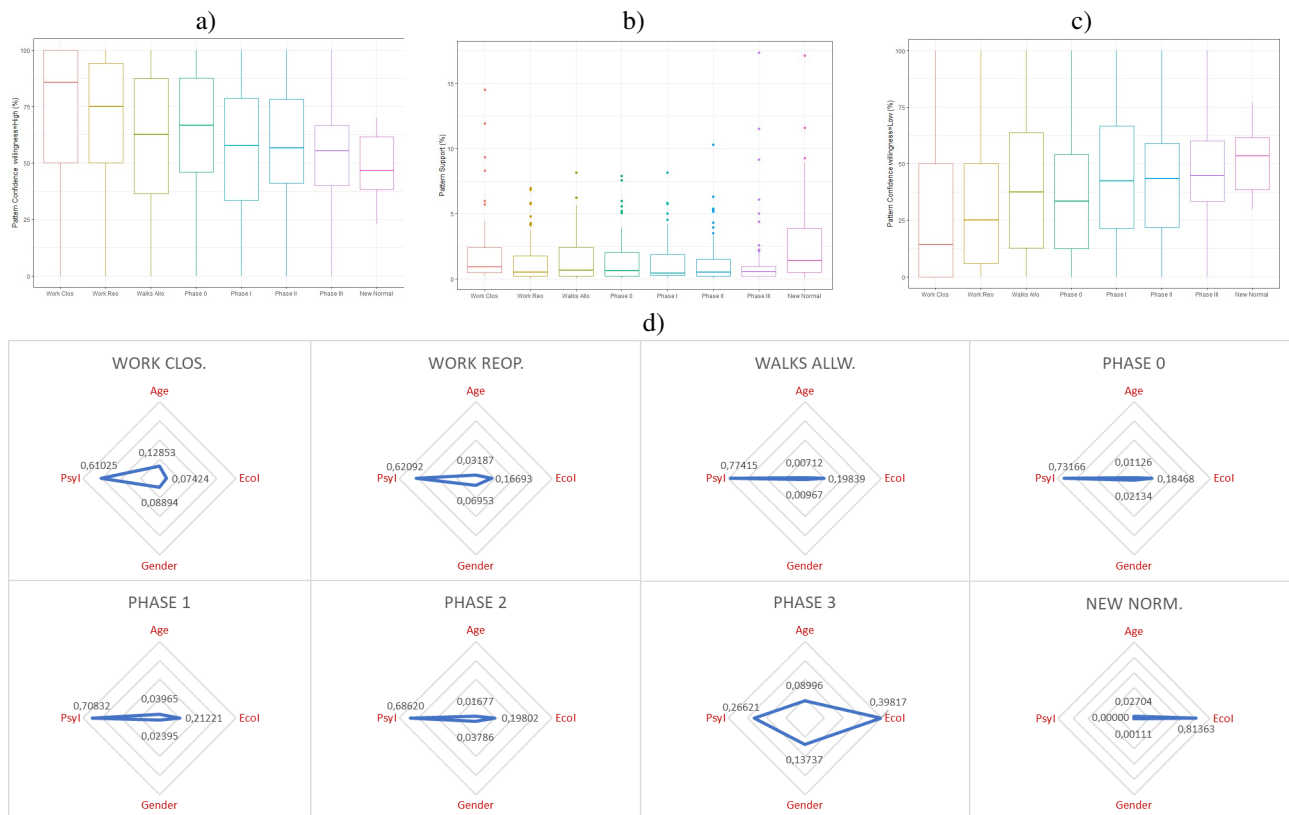 a)
b)
c)
Pattern Confidence willingness=High (%)
100
75
50
25
0
Work Clos
Work Reo
Walks Allo
Phase 0
Phase I
Phase II
Phase III
New Normal
Pattern Support (%)
15
10
5
0
Work Clos
Work Reo
Walks Allo
Phase 0
Phase I
Phase II
Phase III
New Normal
Pattern Confidence willingness=Low (%)
100
75
50
25
0
Work Clos
Work Reo
Walks Allo
Phase 0
Phase I
Phase II
Phase III
New Normal
d)
WORK CLOS.
Age
0,12853
0,61025
PsyI
0,07424
EcoI
0,08894
Gender
WORK REOP.
Age
0,03187
0,62092
PsyI
0,16693
EcoI
0,06953
Gender
WALKS ALLW.
Age
0,00712
0,77415
PsyI
0,19839
EcoI
0,00967
Gender
PHASE 0
Age
0,01126
0,73166
PsyI
0,18468
EcoI
0,02134
Gender
PHASE 1
Age
0,03965
0,70832
PsyI
0,21221
EcoI
0,02395
Gender
PHASE 2
Age
0,01677
0,68620
PsyI
0,19802
EcoI
0,03786
Gender
PHASE 3
Age
0,08996
0,26621
0,39817
PsyI
EcoI
0,13737
Gender
NEW NORM.
Age
0,02704
PsyI
0,00000
EcoI
0,81363
0,00111
Gender